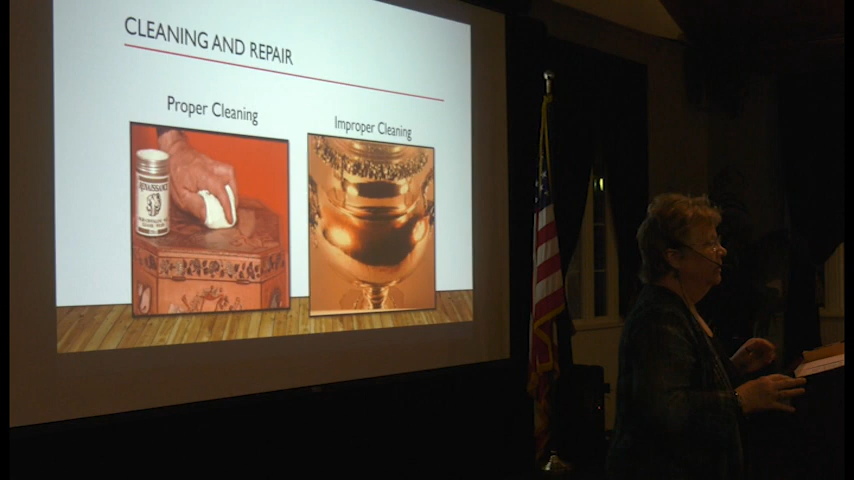 CLEANING AND REPAIR
Proper Cleaning
Improper Cleaning
RENAISSANCE